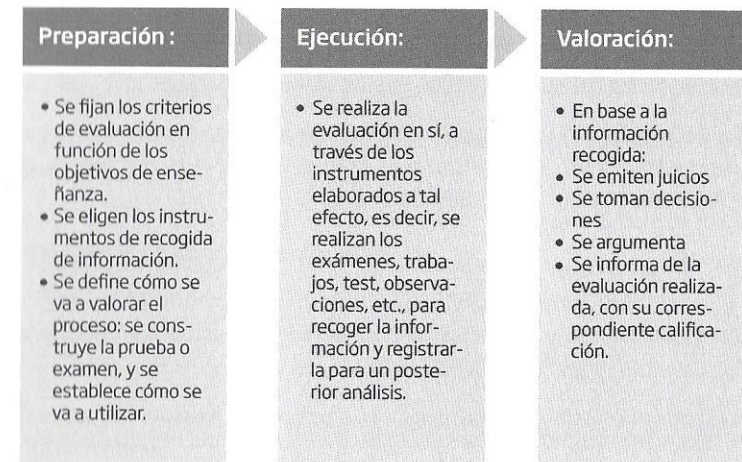 Preparación :
• Se fijan los criterios
de evaluación en
función de los
objetivos de ense-
ñanza.
• Se eligen los instru-
mentos de recogida
de información.
• Se define cómo se
va a valorar el
proceso: se cons-
truye la prueba o
examen, y se
establece cómo se
va a utilizar.
Ejecución:
• Se realiza la
evaluación en sí, a
través de los
instrumentos
elaborados a tal
efecto, es decir, se
realizan los
exámenes, traba-
jos, test, observa-
ciones, etc., para
recoger la infor-
mación y registrar-
la para un poste-
rior análisis.
Valoración:
• En base a la
información
recogida:
• Se emiten juicios
• Se toman decisio-
nes
• Se argumenta
• Se informa de la
evaluación realiza-
da, con su corres-
pondiente califica-
ción.